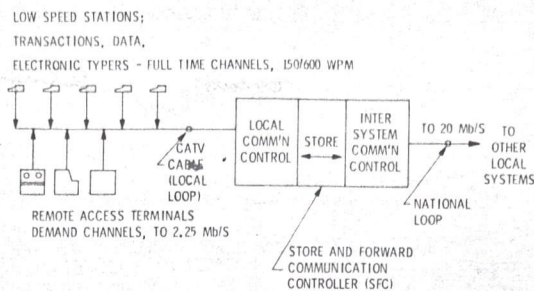 LOW SPEED STATIONS;
TRANSACTIONS, DATA,
ELECTRONIC TYPERS - FULL TIME CHANNELS, 150/600 WPM
LOCAL
COMM'N
CONTROL
STORE
INTER
SYSTEM
COMM'N
CONTROL
TO 20 Mb/S
TO
OTHER
LOCAL
SYSTEMS
CATV
CABLE
(LOCAL
LOOP)
NATIONAL
LOOP
REMOTE ACCESS TERMINALS
DEMAND CHANNELS, TO 2.25 Mb/S
STORE AND FORWARD
COMMUNICATION
CONTROLLER (SFC)